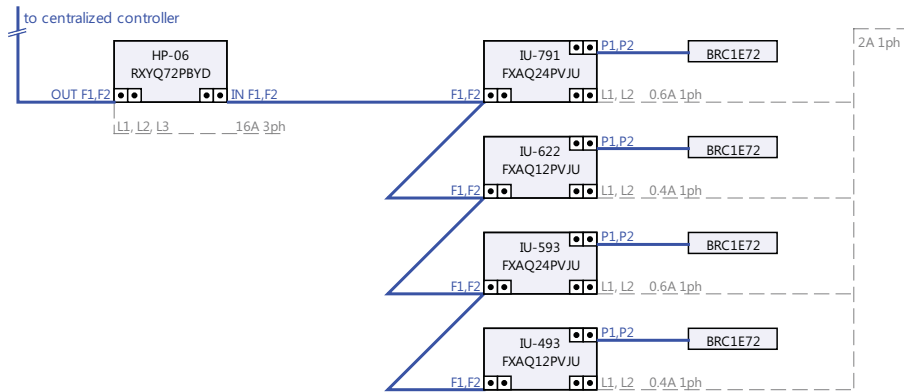 to centralized controller
HP-06
RXYQ72PBYD
OUT F1,F2
IN F1,F2
L1, L2, L3
16A 3ph
IU-791
FXAQ24PVJU
P1,P2
BRC1E72
F1,F2
L1, L2 0.6A 1ph
2A 1ph
IU-622
FXAQ12PVJU
P1,P2
BRC1E72
F1,F2
L1, L2 0.4A 1ph
IU-593
FXAQ24PVJU
P1,P2
BRC1E72
F1,F2
L1, L2 0.6A 1ph
IU-493
FXAQ12PVJU
P1,P2
BRC1E72
F1,F2
L1, L2 0.4A 1ph